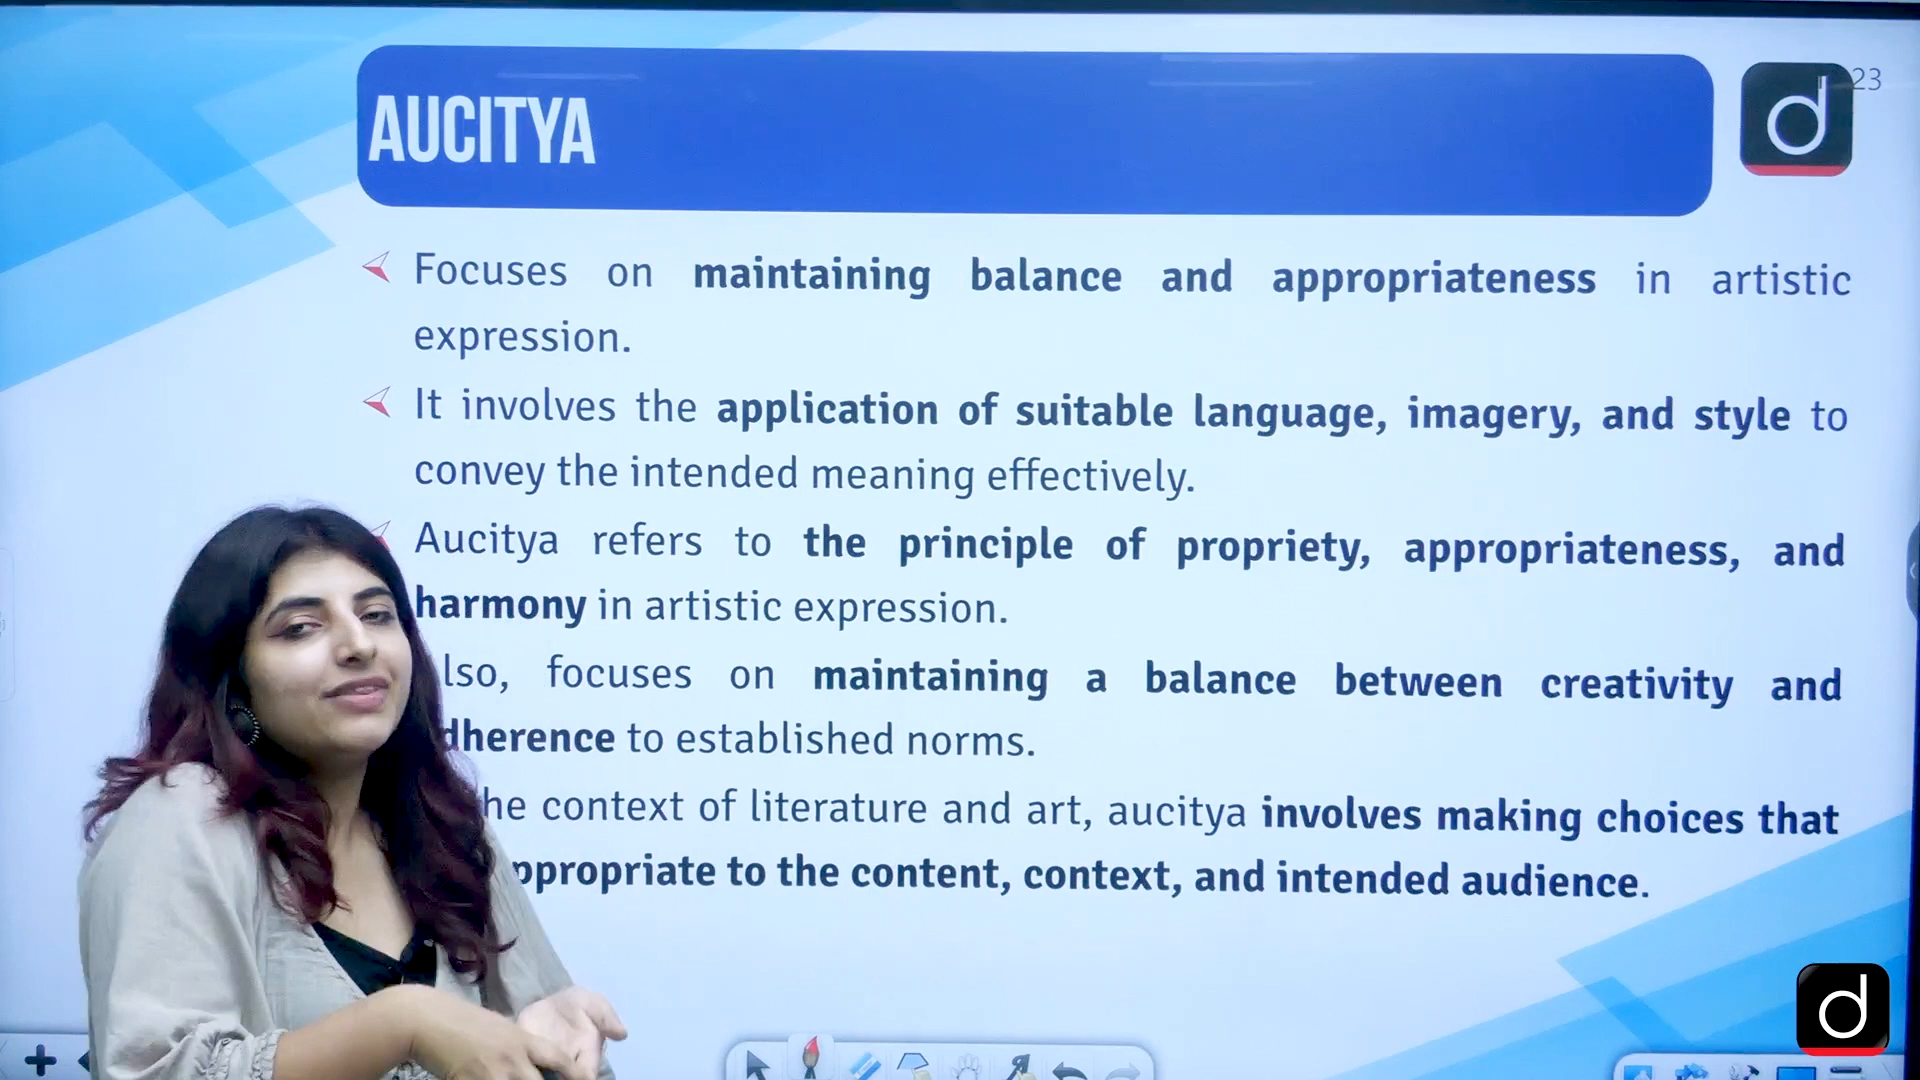 AUCITYA
d
23
Focuses on maintaining balance and appropriateness in artistic
expression.
It involves the application of suitable language, imagery, and style to
convey the intended meaning effectively.
Aucitya refers to the principle of propriety, appropriateness, and
harmony in artistic expression.
lso, focuses on maintaining a balance between creativity and
dherence to established norms.
he context of literature and art, aucitya involves making choices that
ppropriate to the content, context, and intended audience.
d